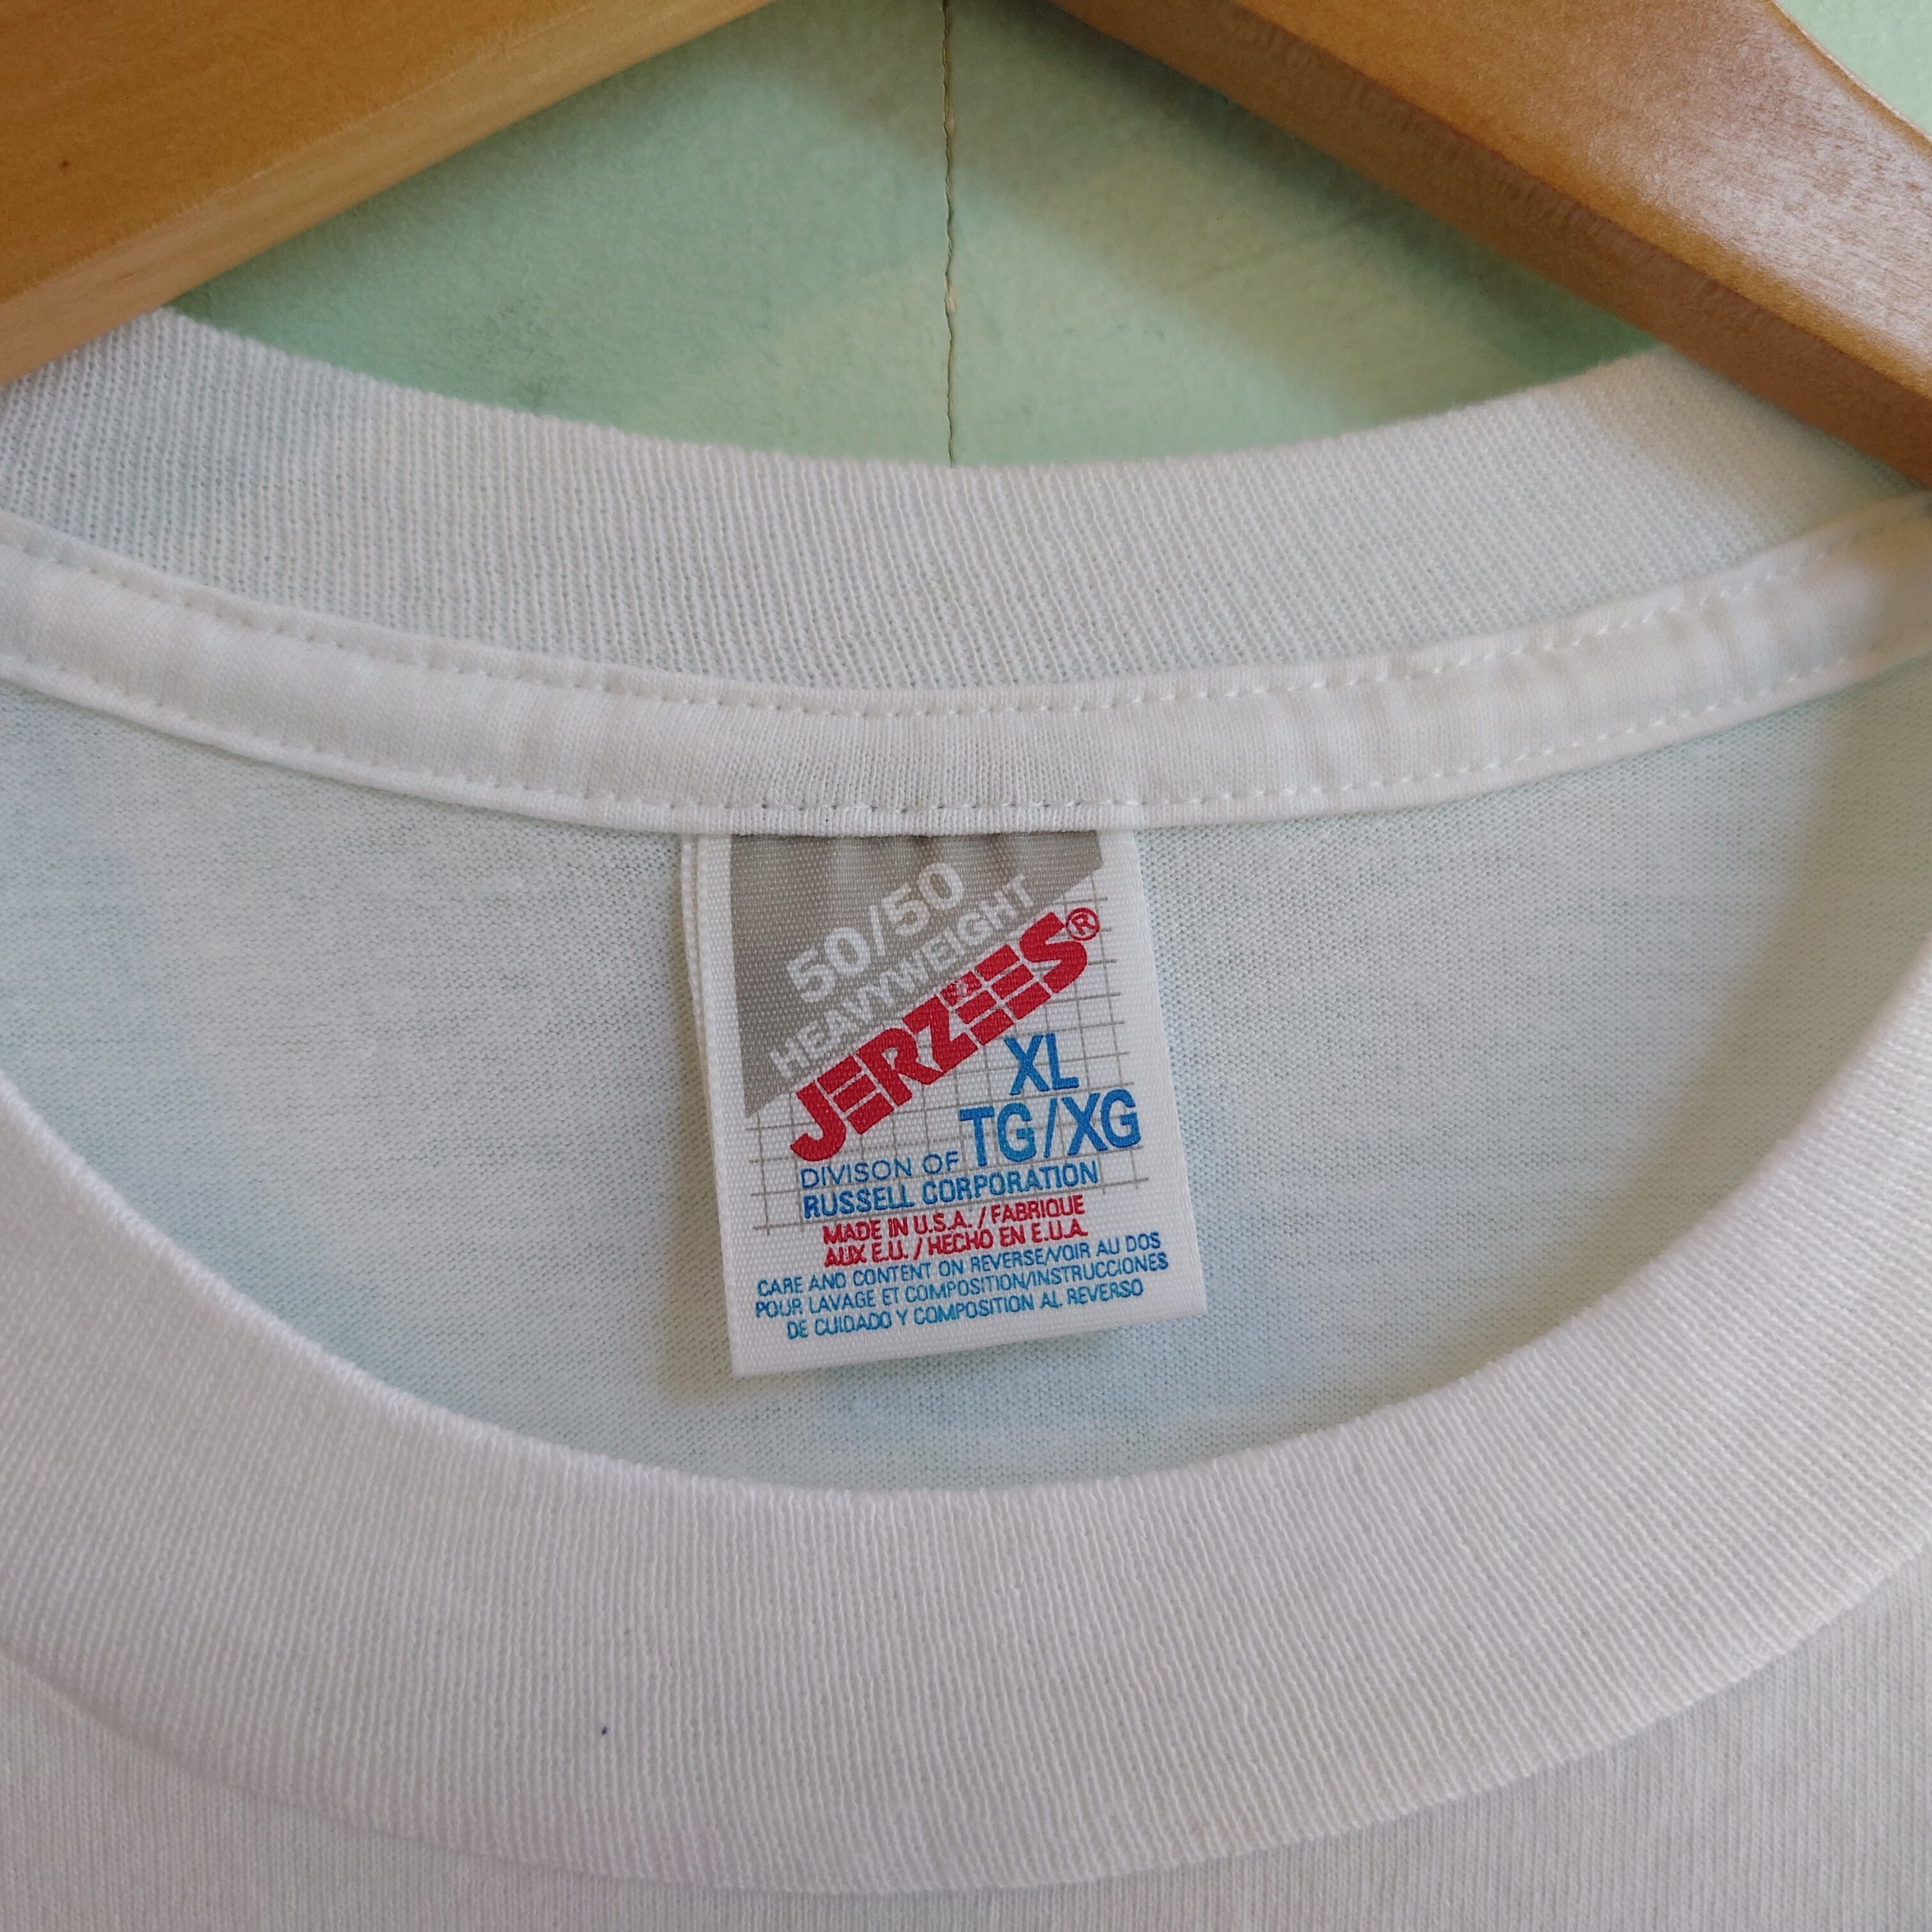 50/50
HEAVYWEIGHT
JERZEES®
XL
TG/XG
DIVISON OF
RUSSELL CORPORATION
MADE IN U.S.A. / FABRIQUE
AUX E.U. / HECHO EN E.U.A.
CARE AND CONTENT ON REVERSE/VOIR AU DOS
POUR LAVAGE ET COMPOSITION/INSTRUCCIONES
DE CUIDADO Y COMPOSITION AL REVERSO